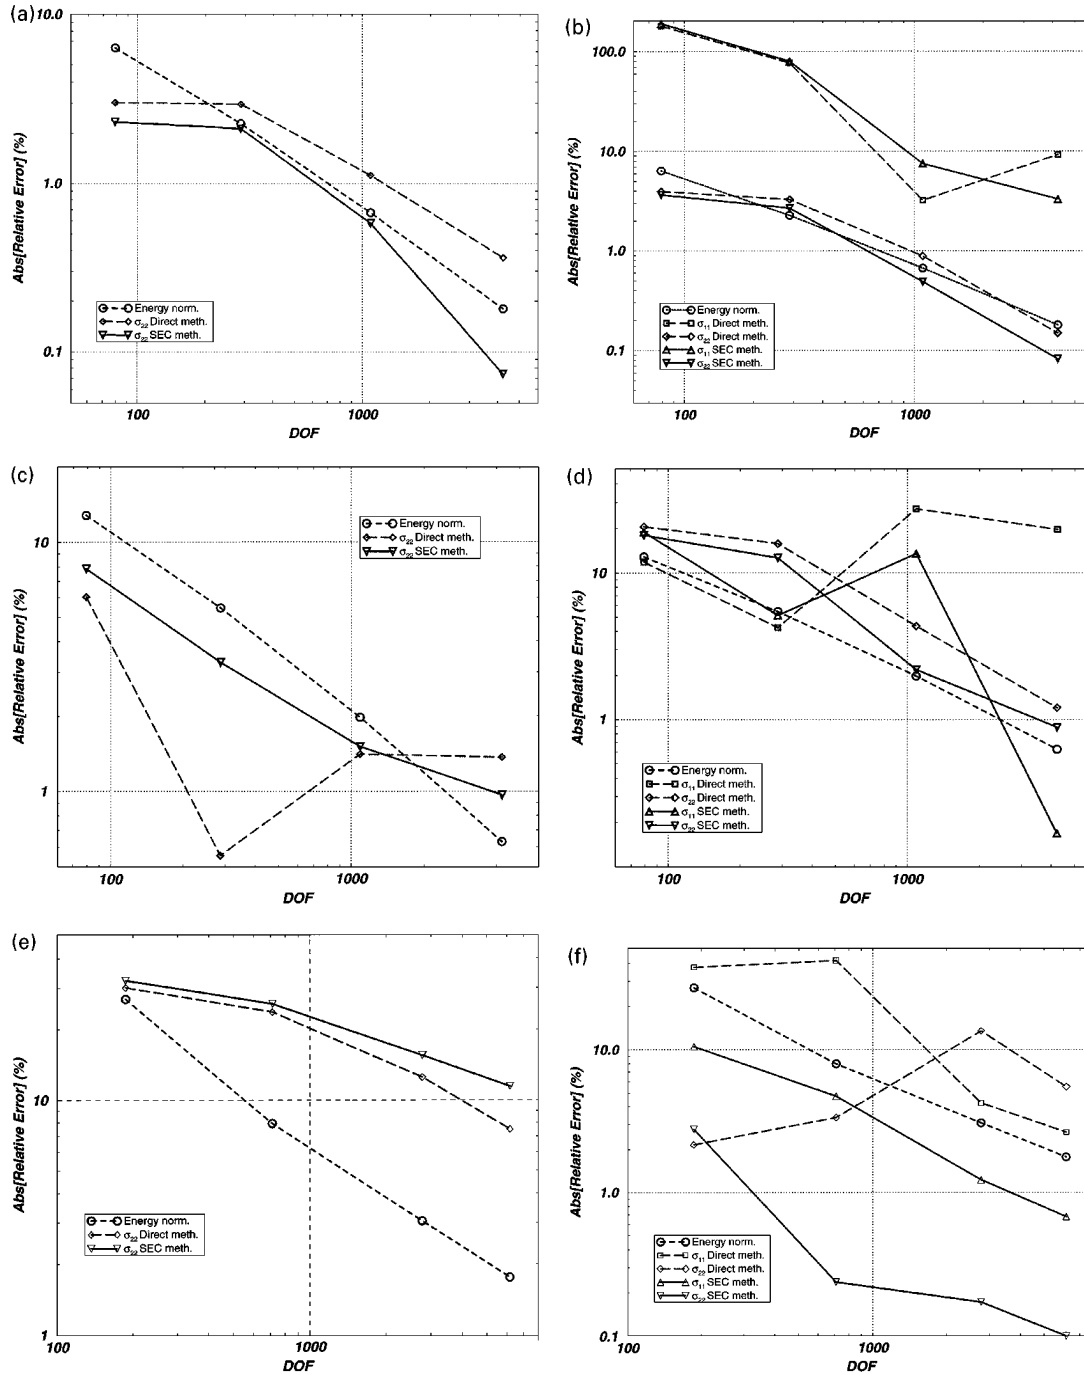 (a)
10.0
1.0
0.1
Abs[Relative Error] (%)
Energy norm.
σ22 Direct meth.
σ22 SEC meth.
100
1000
DOF
(b)
100.0
10.0
1.0
0.1
Abs[Relative Error] (%)
Energy norm.
σ11 Direct meth.
σ22 Direct meth.
σ11 SEC meth.
σ22 SEC meth.
100
1000
DOF
(c)
10
1
Abs[Relative Error] (%)
Energy norm.
σ22 Direct meth.
σ22 SEC meth.
100
1000
DOF
(d)
10
1
Abs[Relative Error] (%)
Energy norm.
σ11 Direct meth.
σ22 Direct meth.
σ11 SEC meth.
σ22 SEC meth.
100
1000
DOF
(e)
10
1
Abs[Relative Error] (%)
Energy norm.
σ22 Direct meth.
σ22 SEC meth.
100
1000
DOF
(f)
10.0
1.0
0.1
Abs[Relative Error] (%)
Energy norm.
σ11 Direct meth.
σ22 Direct meth.
σ11 SEC meth.
σ22 SEC meth.
100
1000
DOF